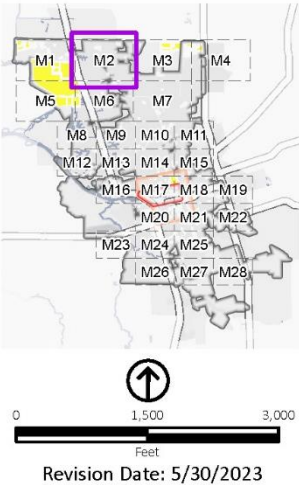 M1 M2 M3 M4
M5 M6 M7
M8 M9 M10 M11
M12 M13 M14 M15
M16 M17 M18 M19
M20 M21 M22
M23 M24 M25
M26 M27 M28
0 1,500 3,000
Feet
Revision Date: 5/30/2023